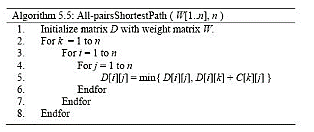 Algorithm 5.5: All-pairsShortestPath ( W[1..n], n )
1. Initialize matrix D with weight matrix W.
2. For k = 1 to n
3. For i = 1 to n
4. For j = 1 to n
5. D[i][j] = min{ D[i][j], D[i][k] + C[k][j] }
6. Endfor
7. Endfor
8. Endfor